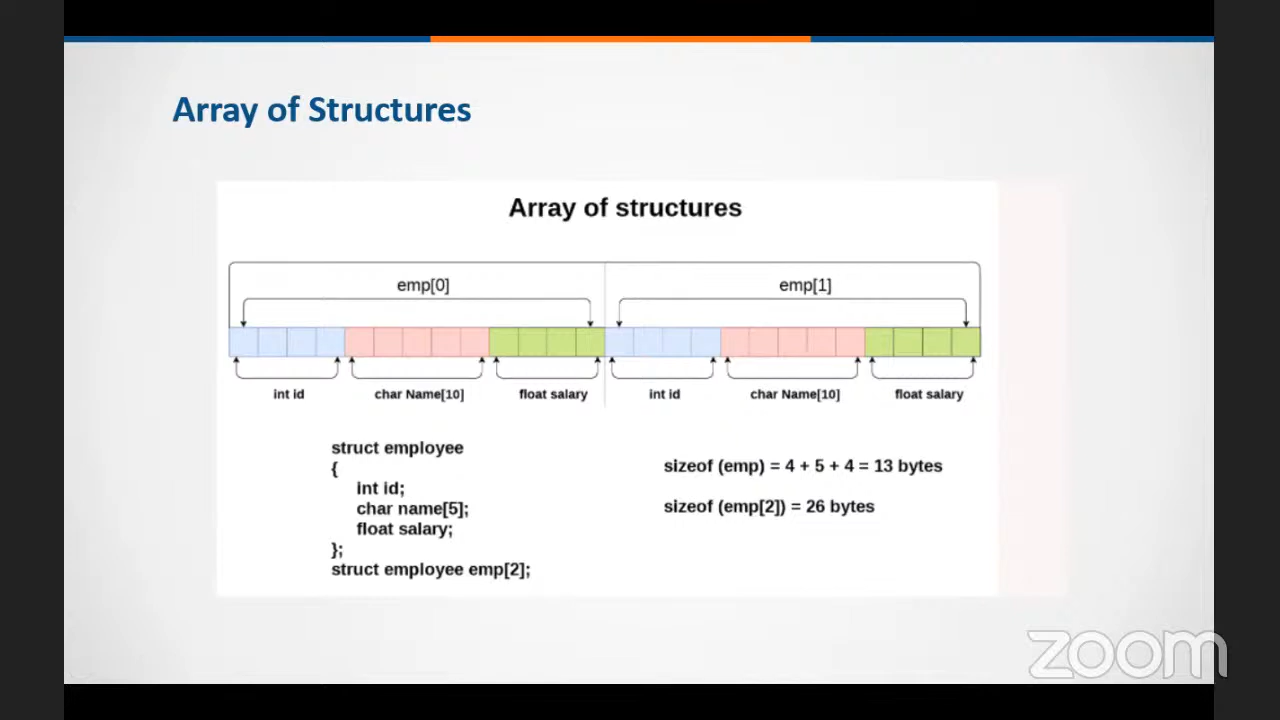 Array of Structures
Array of structures
emp[0] emp[1]
int id char Name[10] float salary int id char Name[10] float salary
struct employee
{
int id;
char name[5];
float salary;
};
struct employee emp[2];
sizeof (emp) = 4 + 5 + 4 = 13 bytes
sizeof (emp[2]) = 26 bytes
zoom